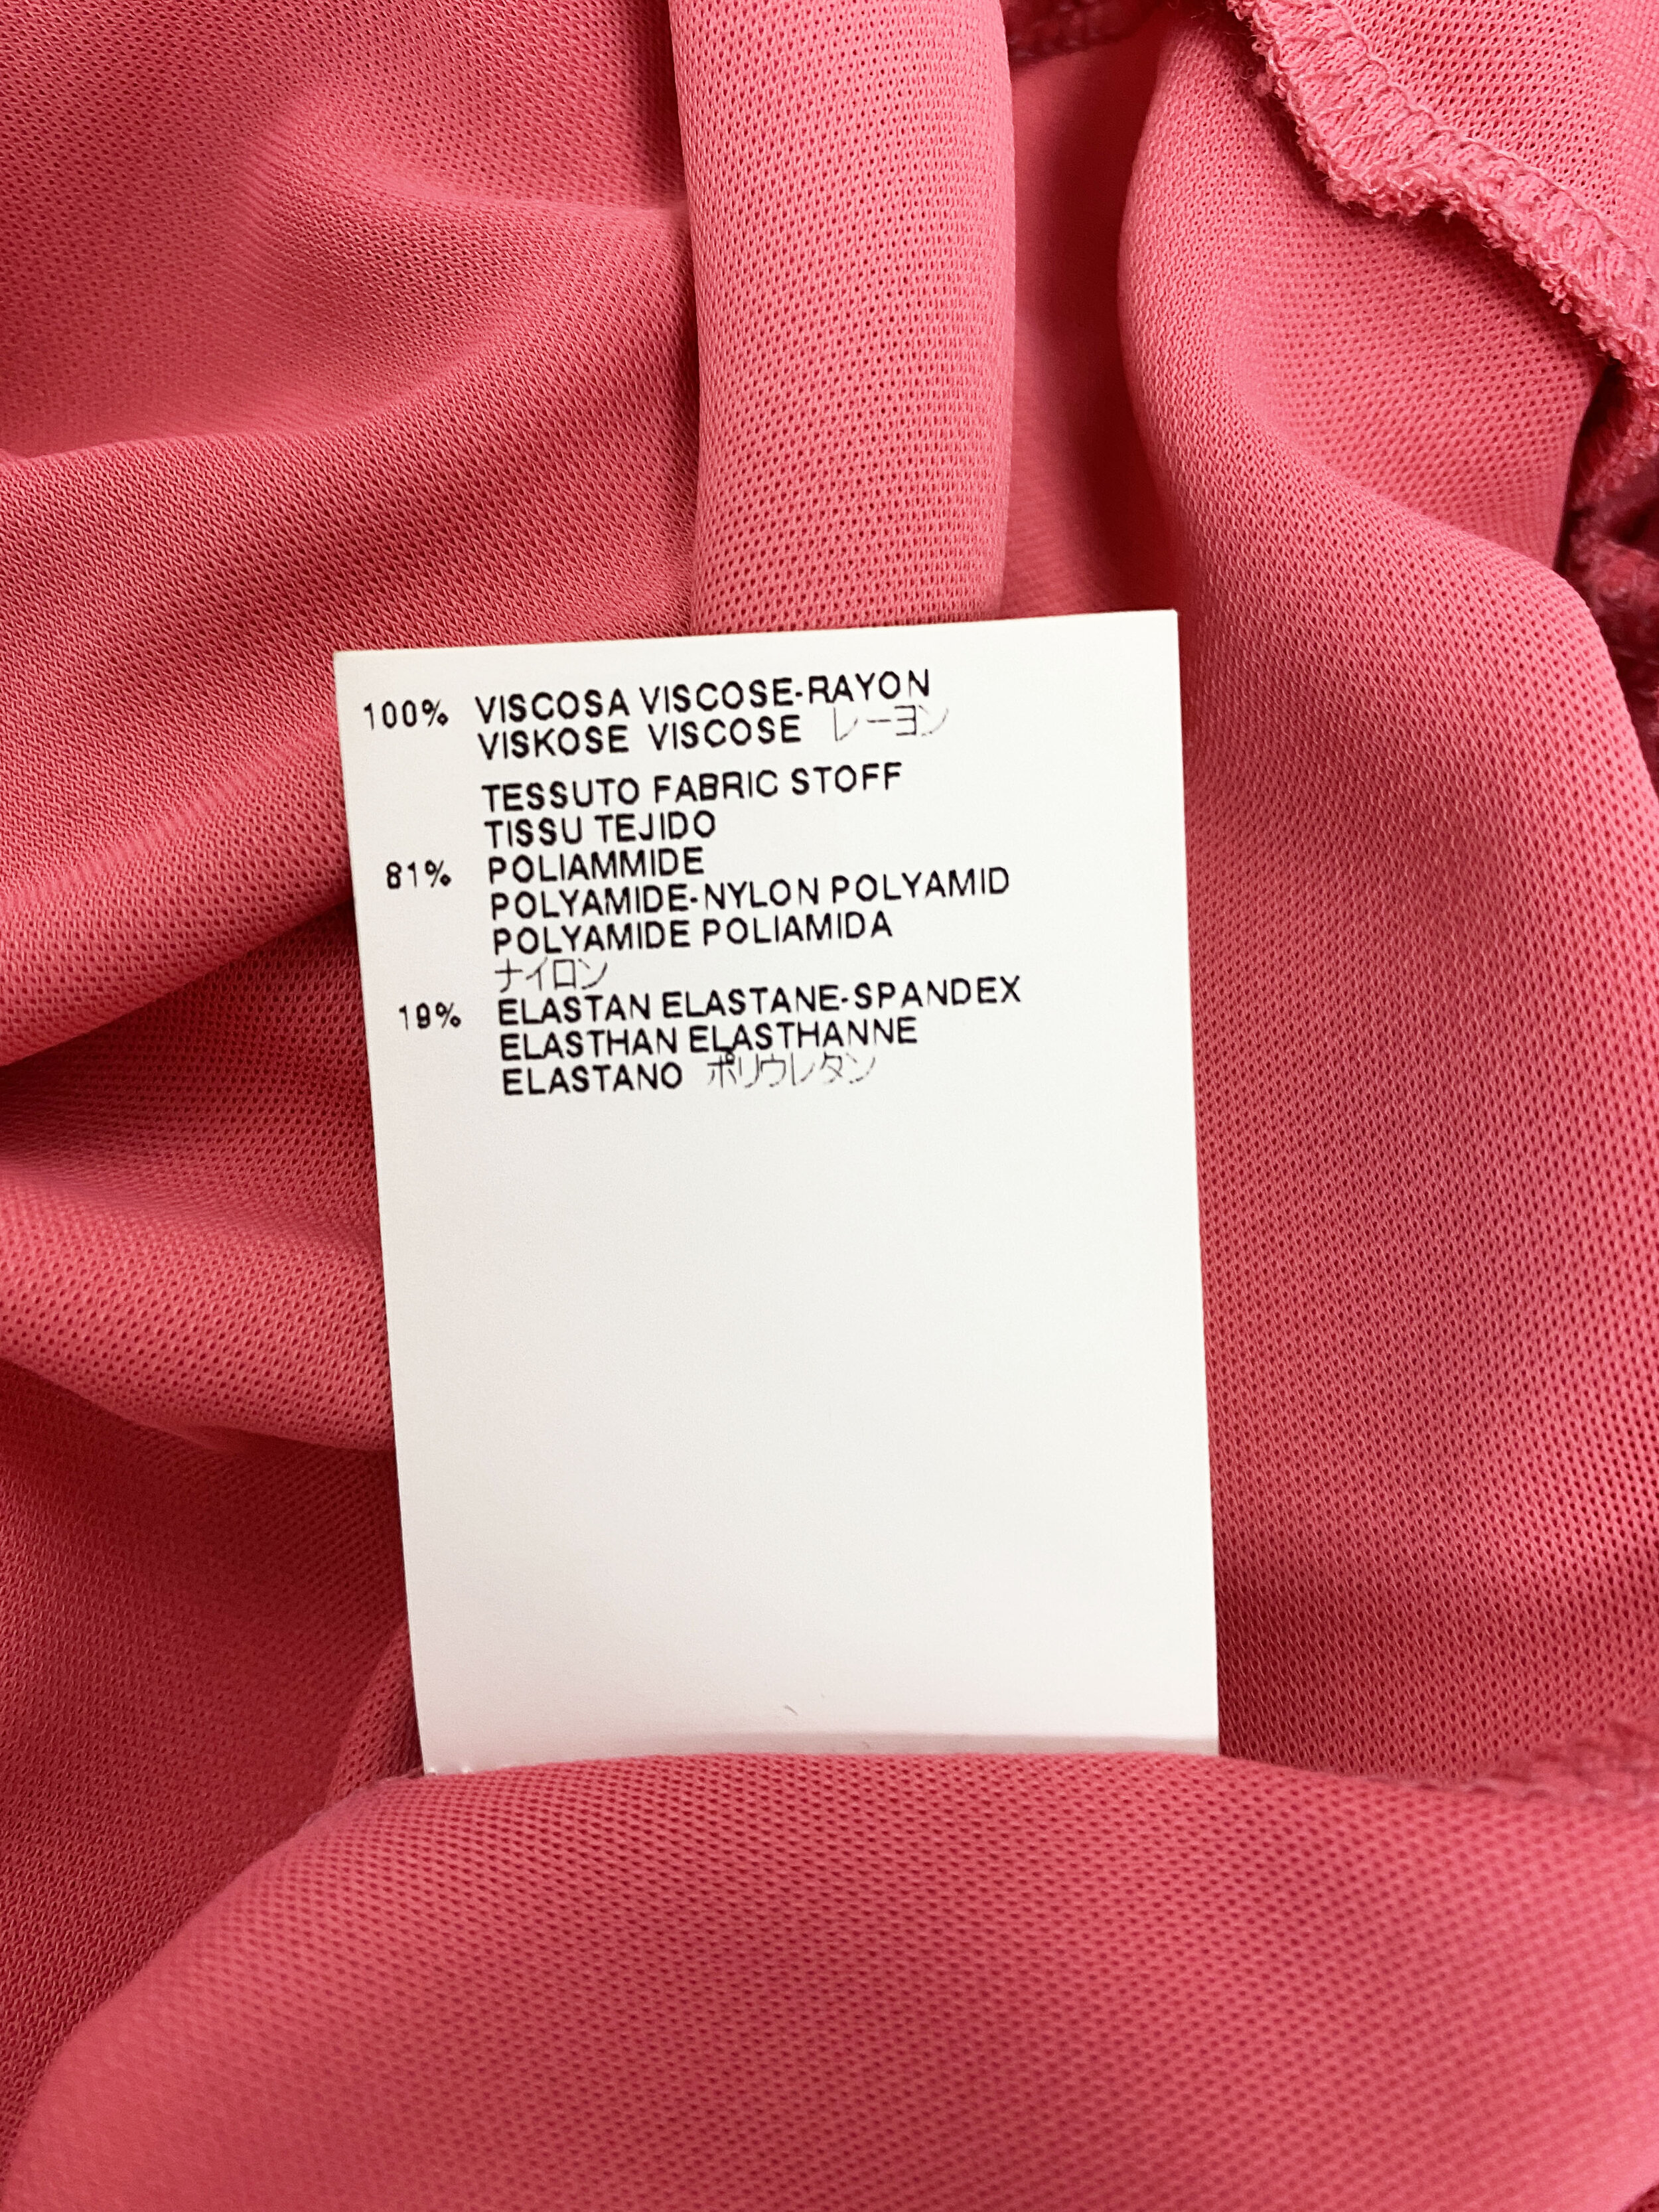 100% VISCOSA VISCOSE-RAYON
VISKOSE VISCOSE レーヨン
TESSUTO FABRIC STOFF
TISSU TEJIDO
81% POLIAMMIDE
POLYAMIDE-NYLON POLYAMID
POLYAMIDE POLIAMIDA
ナイロン
19% ELASTAN ELASTANE-SPANDEX
ELASTHAN ELASTHANNE
ELASTANO ポリウレタン